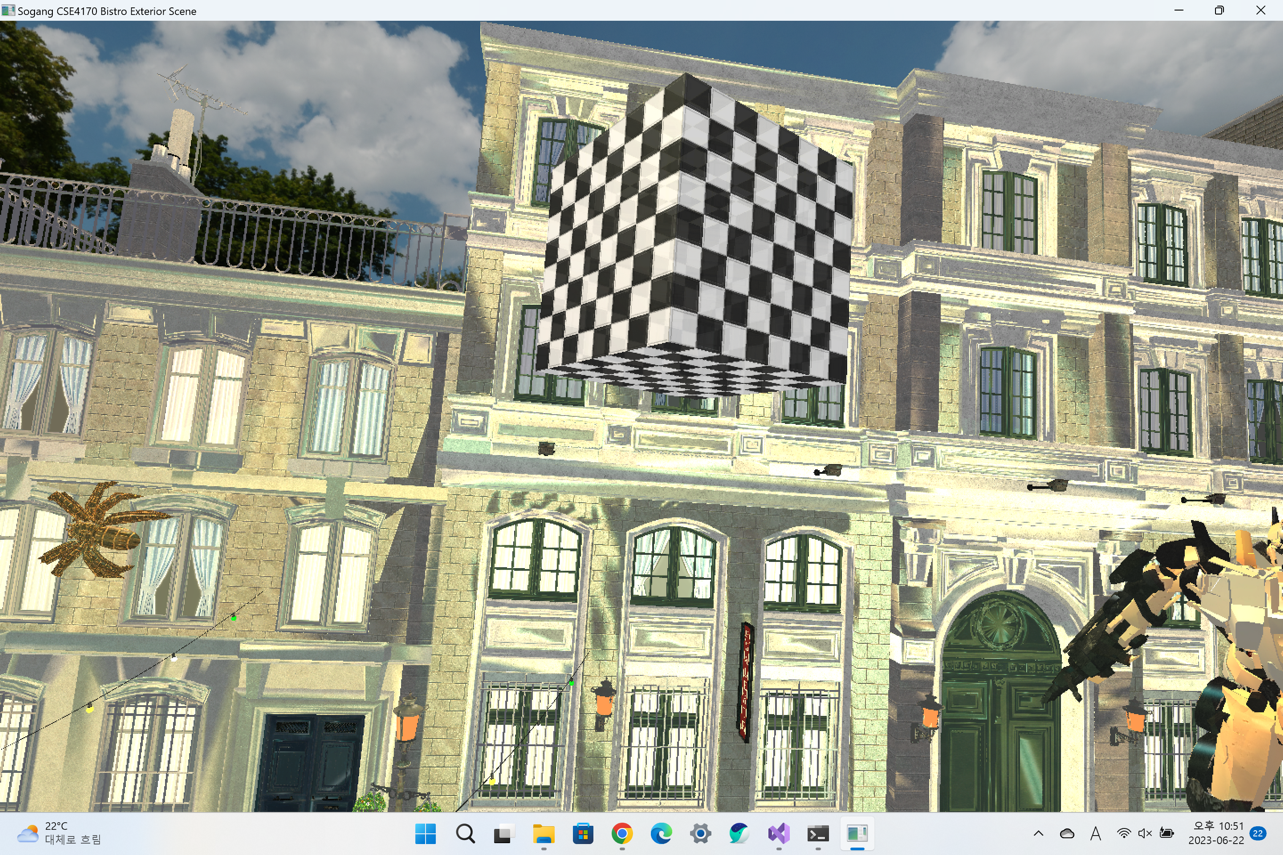 Sogang CSE4170 Bistro Exterior Scene
22°C
대체로 흐림
A
오후 10:51
2023-06-22
22